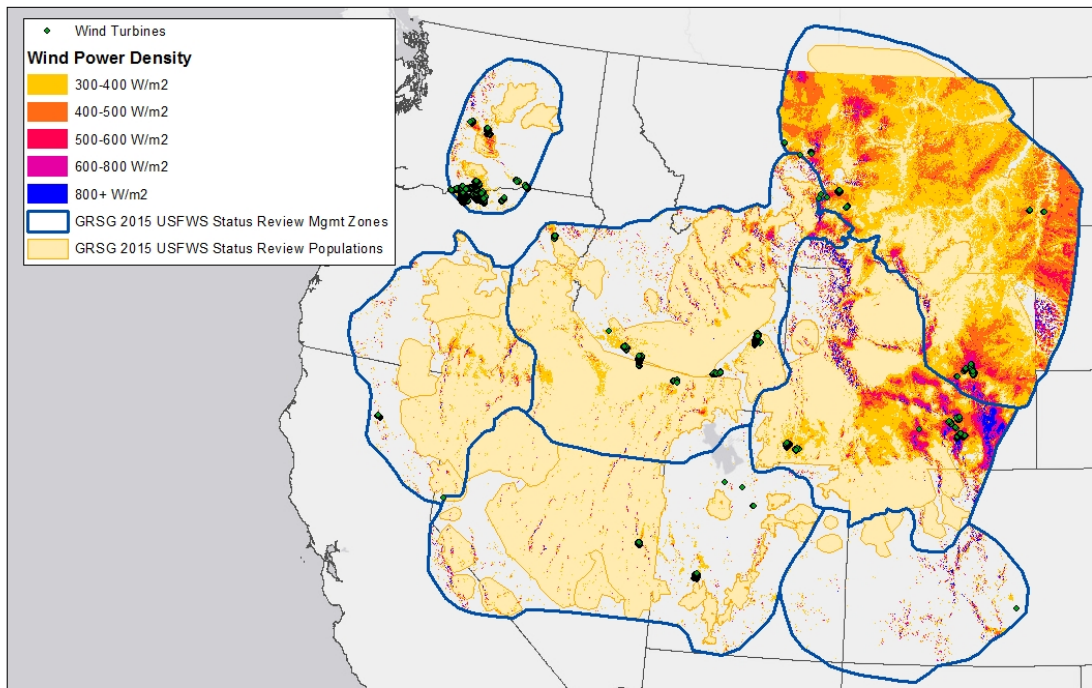 Wind Turbines
Wind Power Density
300-400 W/m2
400-500 W/m2
500-600 W/m2
600-800 W/m2
800+ W/m2
GRSG 2015 USFWS Status Review Mgmt Zones
GRSG 2015 USFWS Status Review Populations